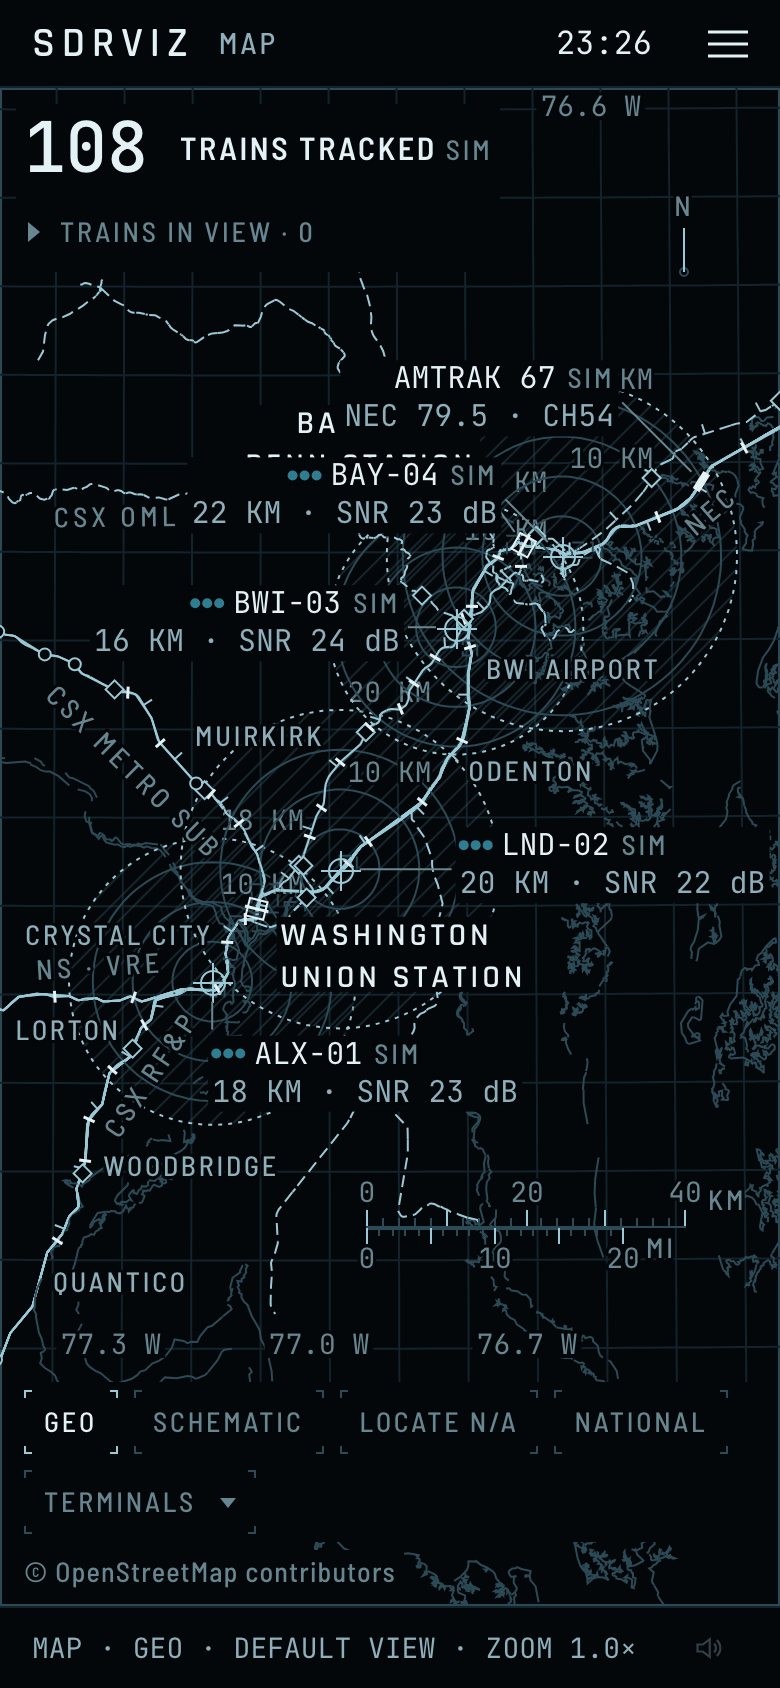 SDRVIZ MAP 23:26
76.6 W
108 TRAINS TRACKED SIM
N
TRAINS IN VIEW · 0
AMTRAK 67 SIM KM
NEC 79.5 · CH54
BA
PENN STATION
10 KM
BAY-04 SIM KM
CSX OML 22 KM · SNR 23 dB
KM
NEC
BWI-03 SIM
16 KM · SNR 24 dB
BWI AIRPORT
20 KM
CSX METRO SUB
MUIRKIRK
10 KM ODENTON
18 KM
LND-02 SIM
20 KM · SNR 22 dB
10 KM
CRYSTAL CITY
WASHINGTON
UNION STATION
NS · VRE
LORTON
CSX RF&P
ALX-01 SIM
18 KM · SNR 23 dB
WOODBRIDGE
0 20 40 KM
0 10 20 MI
QUANTICO
77.3 W 77.0 W 76.7 W
GEO SCHEMATIC LOCATE N/A NATIONAL
TERMINALS
© OpenStreetMap contributors
MAP · GEO · DEFAULT VIEW · ZOOM 1.0×